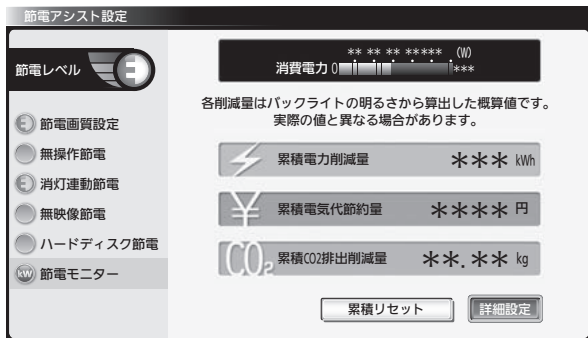 節電アシスト設定
節電レベル
節電画質設定
無操作節電
消灯連動節電
無映像節電
ハードディスク節電
kW 節電モニター
** ** ** ***** (W)
消費電力 0 ***
各削減量はバックライトの明るさから算出した概算値です。
実際の値と異なる場合があります。
累積電力削減量 *** kWh
¥ 累積電気代節約量 **** 円
CO2 累積CO2排出削減量 **.** kg
累積リセット 詳細設定